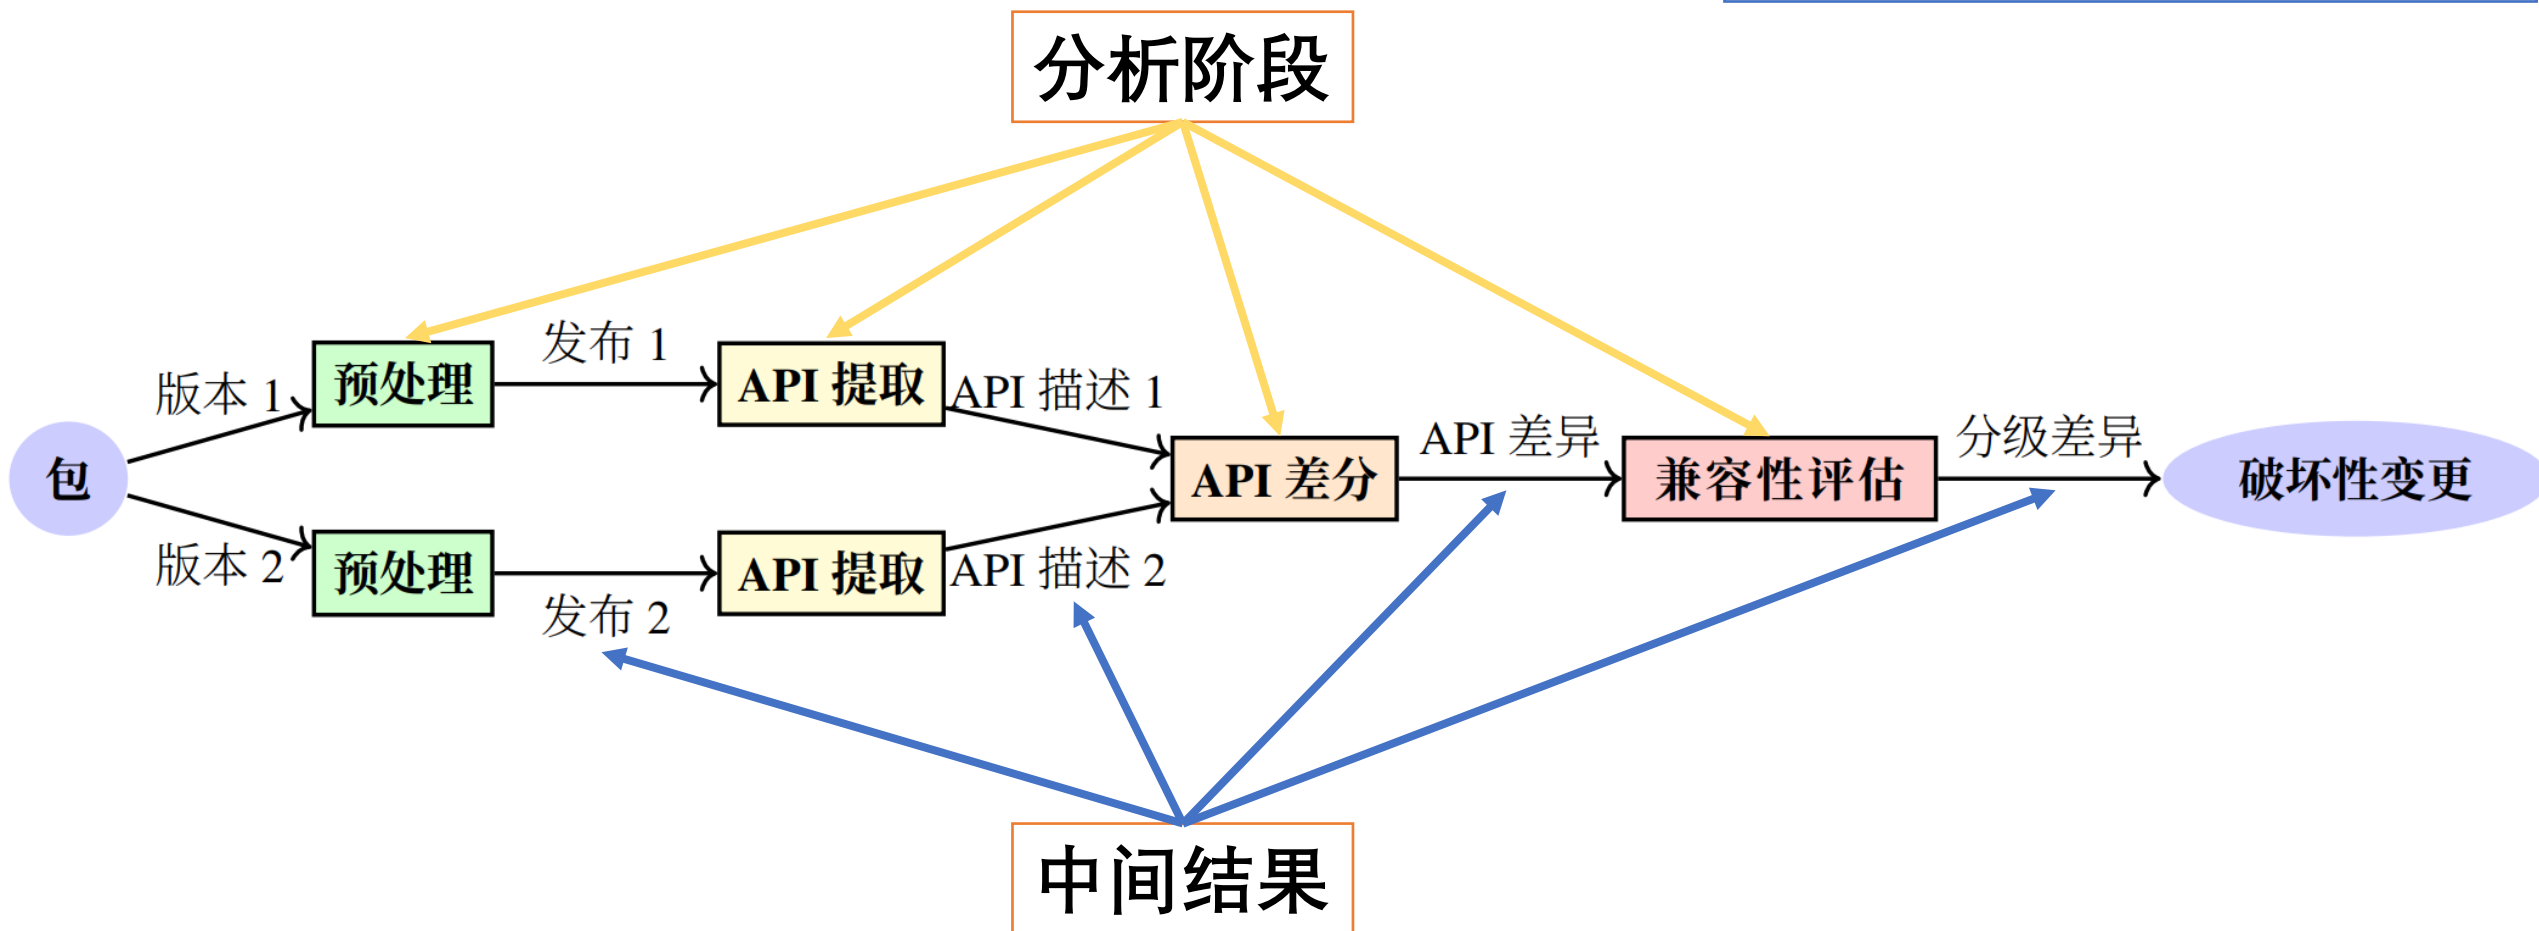 分析阶段
发布 1
版本 1
预处理
API 提取
API 描述 1
包
API 差分
API 差异
兼容性评估
分级差异
破坏性变更
版本 2
预处理
发布 2
API 提取
API 描述 2
中间结果